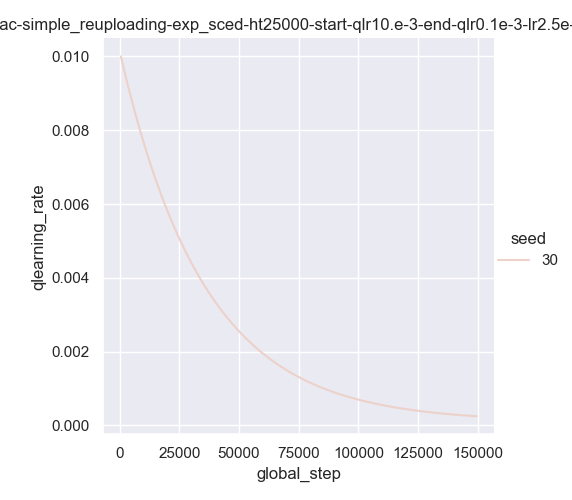 ac-simple_reuploading-exp_sced-ht25000-start-qlr10.e-3-end-qlr0.1e-3-lr2.5e-
0.010
0.008
0.006
0.004
0.002
0.000
qlearning_rate
0 25000 50000 75000 100000 125000 150000
global_step
seed
30